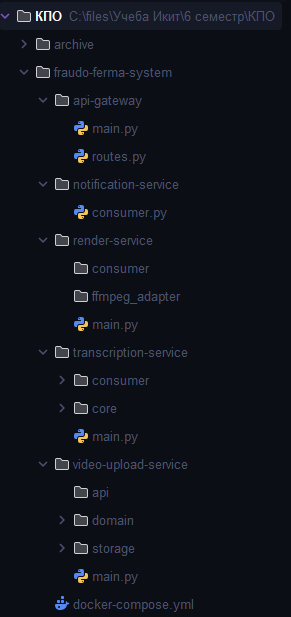 КПО C:\files\Учеба Икит\6 семестр\КПО
archive
fraudo-ferma-system
api-gateway
main.py
routes.py
notification-service
consumer.py
render-service
consumer
ffmpeg_adapter
main.py
transcription-service
consumer
core
main.py
video-upload-service
api
domain
storage
main.py
docker-compose.yml